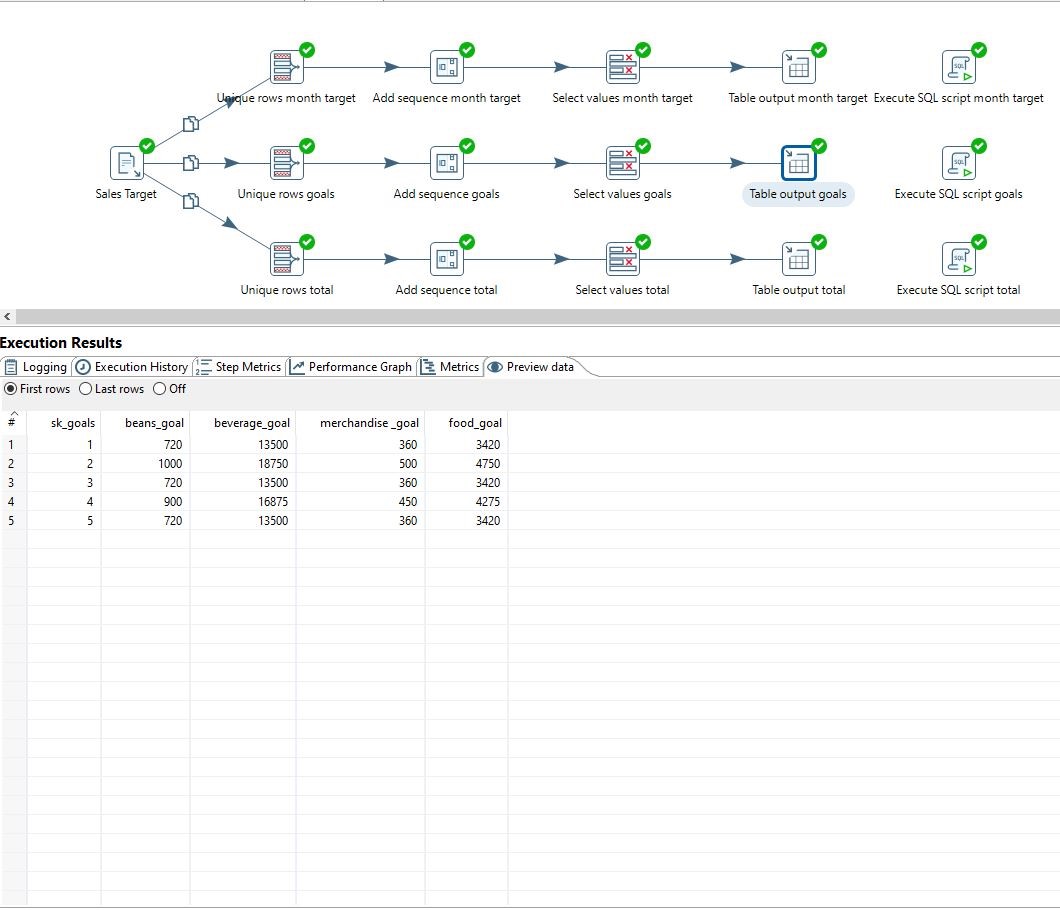 Unique rows month target Add sequence month target Select values month target Table output month target Execute SQL script month target
Sales Target Unique rows goals Add sequence goals Select values goals Table output goals Execute SQL script goals
Unique rows total Add sequence total Select values total Table output total Execute SQL script total
Execution Results
Logging Execution History Step Metrics Performance Graph Metrics Preview data
First rows Last rows Off
# sk_goals beans_goal beverage_goal merchandise _goal food_goal
1 1 720 13500 360 3420
2 2 1000 18750 500 4750
3 3 720 13500 360 3420
4 4 900 16875 450 4275
5 5 720 13500 360 3420